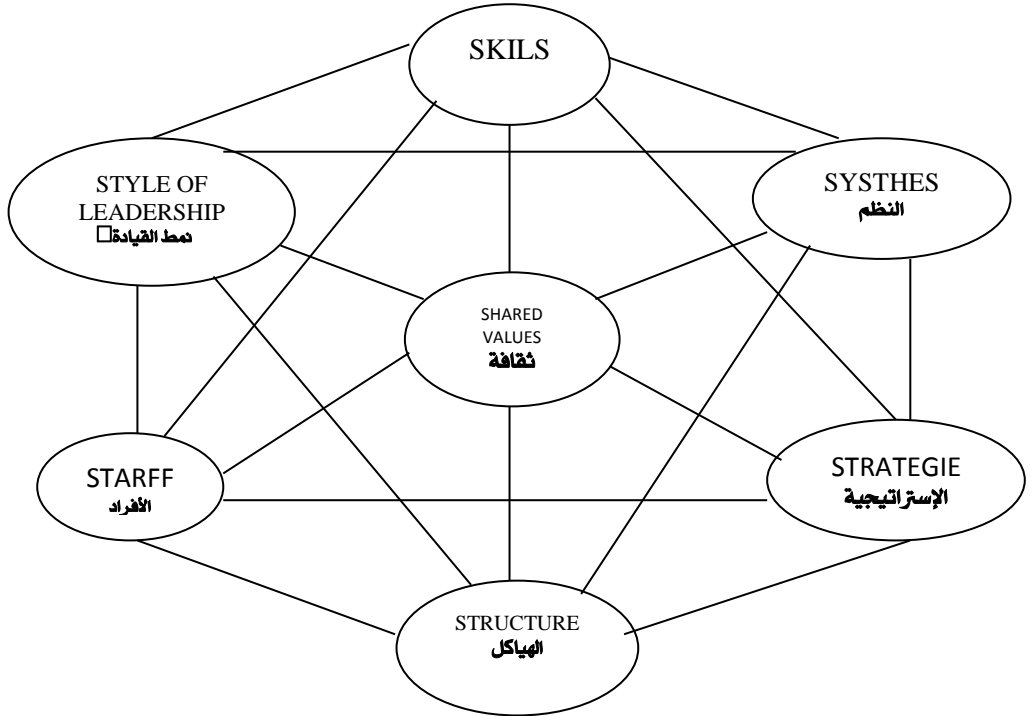 SKILS
STYLE OF
LEADERSHIP
نمط القيادة
SYSTHES
النظم
SHARED
VALUES
ثقافة
STARFF
الأفراد
STRATEGIE
الإستراتيجية
STRUCTURE
الهياكل